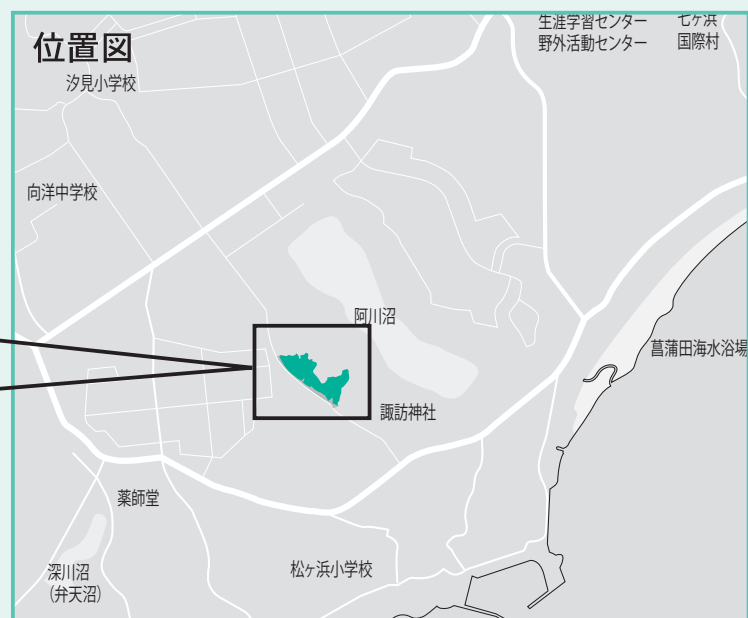 位置図
生涯学習センター
野外活動センター
七ヶ浜
国際村
汐見小学校
向洋中学校
阿川沼
菖蒲田海水浴場
諏訪神社
薬師堂
深川沼
(弁天沼)
松ヶ浜小学校